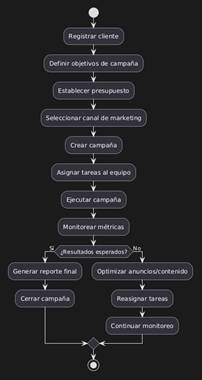 Registrar cliente
Definir objetivos de campaña
Establecer presupuesto
Seleccionar canal de marketing
Crear campaña
Asignar tareas al equipo
Ejecutar campaña
Monitorear métricas
Sí
¿Resultados esperados?
No
Generar reporte final
Optimizar anuncios/contenido
Cerrar campaña
Reasignar tareas
Continuar monitoreo